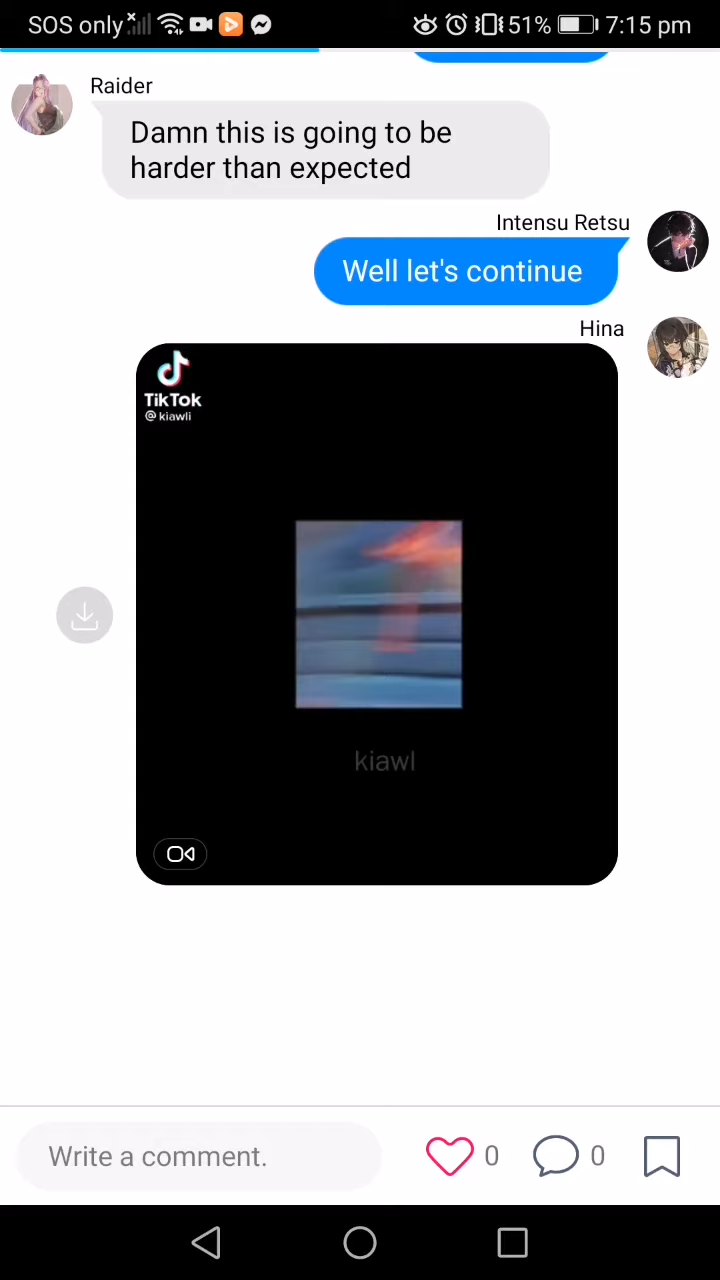 SOS only 51% 7:15 pm
Raider
Damn this is going to be
harder than expected
Intensu Retsu
Well let's continue
Hina
TikTok
@kiawli
kiawl
Write a comment. 0 0